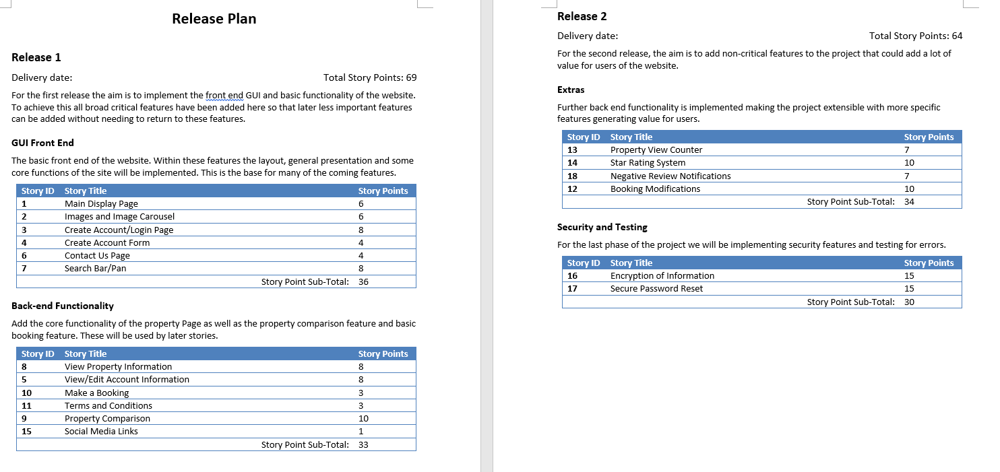 Release Plan
Release 1
Delivery date: Total Story Points: 69
For the first release the aim is to implement the front end GUI and basic functionality of the website.
To achieve this all broad critical features have been added here so that later less important features
can be added without needing to return to these features.
GUI Front End
The basic front end of the website. Within these features the layout, general presentation and some
core functions of the site will be implemented. This is the base for many of the coming features.
Story ID Story Title Story Points
1 Main Display Page 6
2 Images and Image Carousel 6
3 Create Account/Login Page 8
4 Create Account Form 4
6 Contact Us Page 4
7 Search Bar/Pan 8
Story Point Sub-Total: 36
Back-end Functionality
Add the core functionality of the property Page as well as the property comparison feature and basic
booking feature. These will be used by later stories.
Story ID Story Title Story Points
8 View Property Information 8
5 View/Edit Account Information 8
10 Make a Booking 3
11 Terms and Conditions 3
9 Property Comparison 10
15 Social Media Links 1
Story Point Sub-Total: 33
Release 2
Delivery date: Total Story Points: 64
For the second release, the aim is to add non-critical features to the project that could add a lot of
value for users of the website.
Extras
Further back end functionality is implemented making the project extensible with more specific
features generating value for users.
Story ID Story Title Story Points
13 Property View Counter 7
14 Star Rating System 10
18 Negative Review Notifications 7
12 Booking Modifications 10
Story Point Sub-Total: 34
Security and Testing
For the last phase of the project we will be implementing security features and testing for errors.
Story ID Story Title Story Points
16 Encryption of Information 15
17 Secure Password Reset 15
Story Point Sub-Total: 30